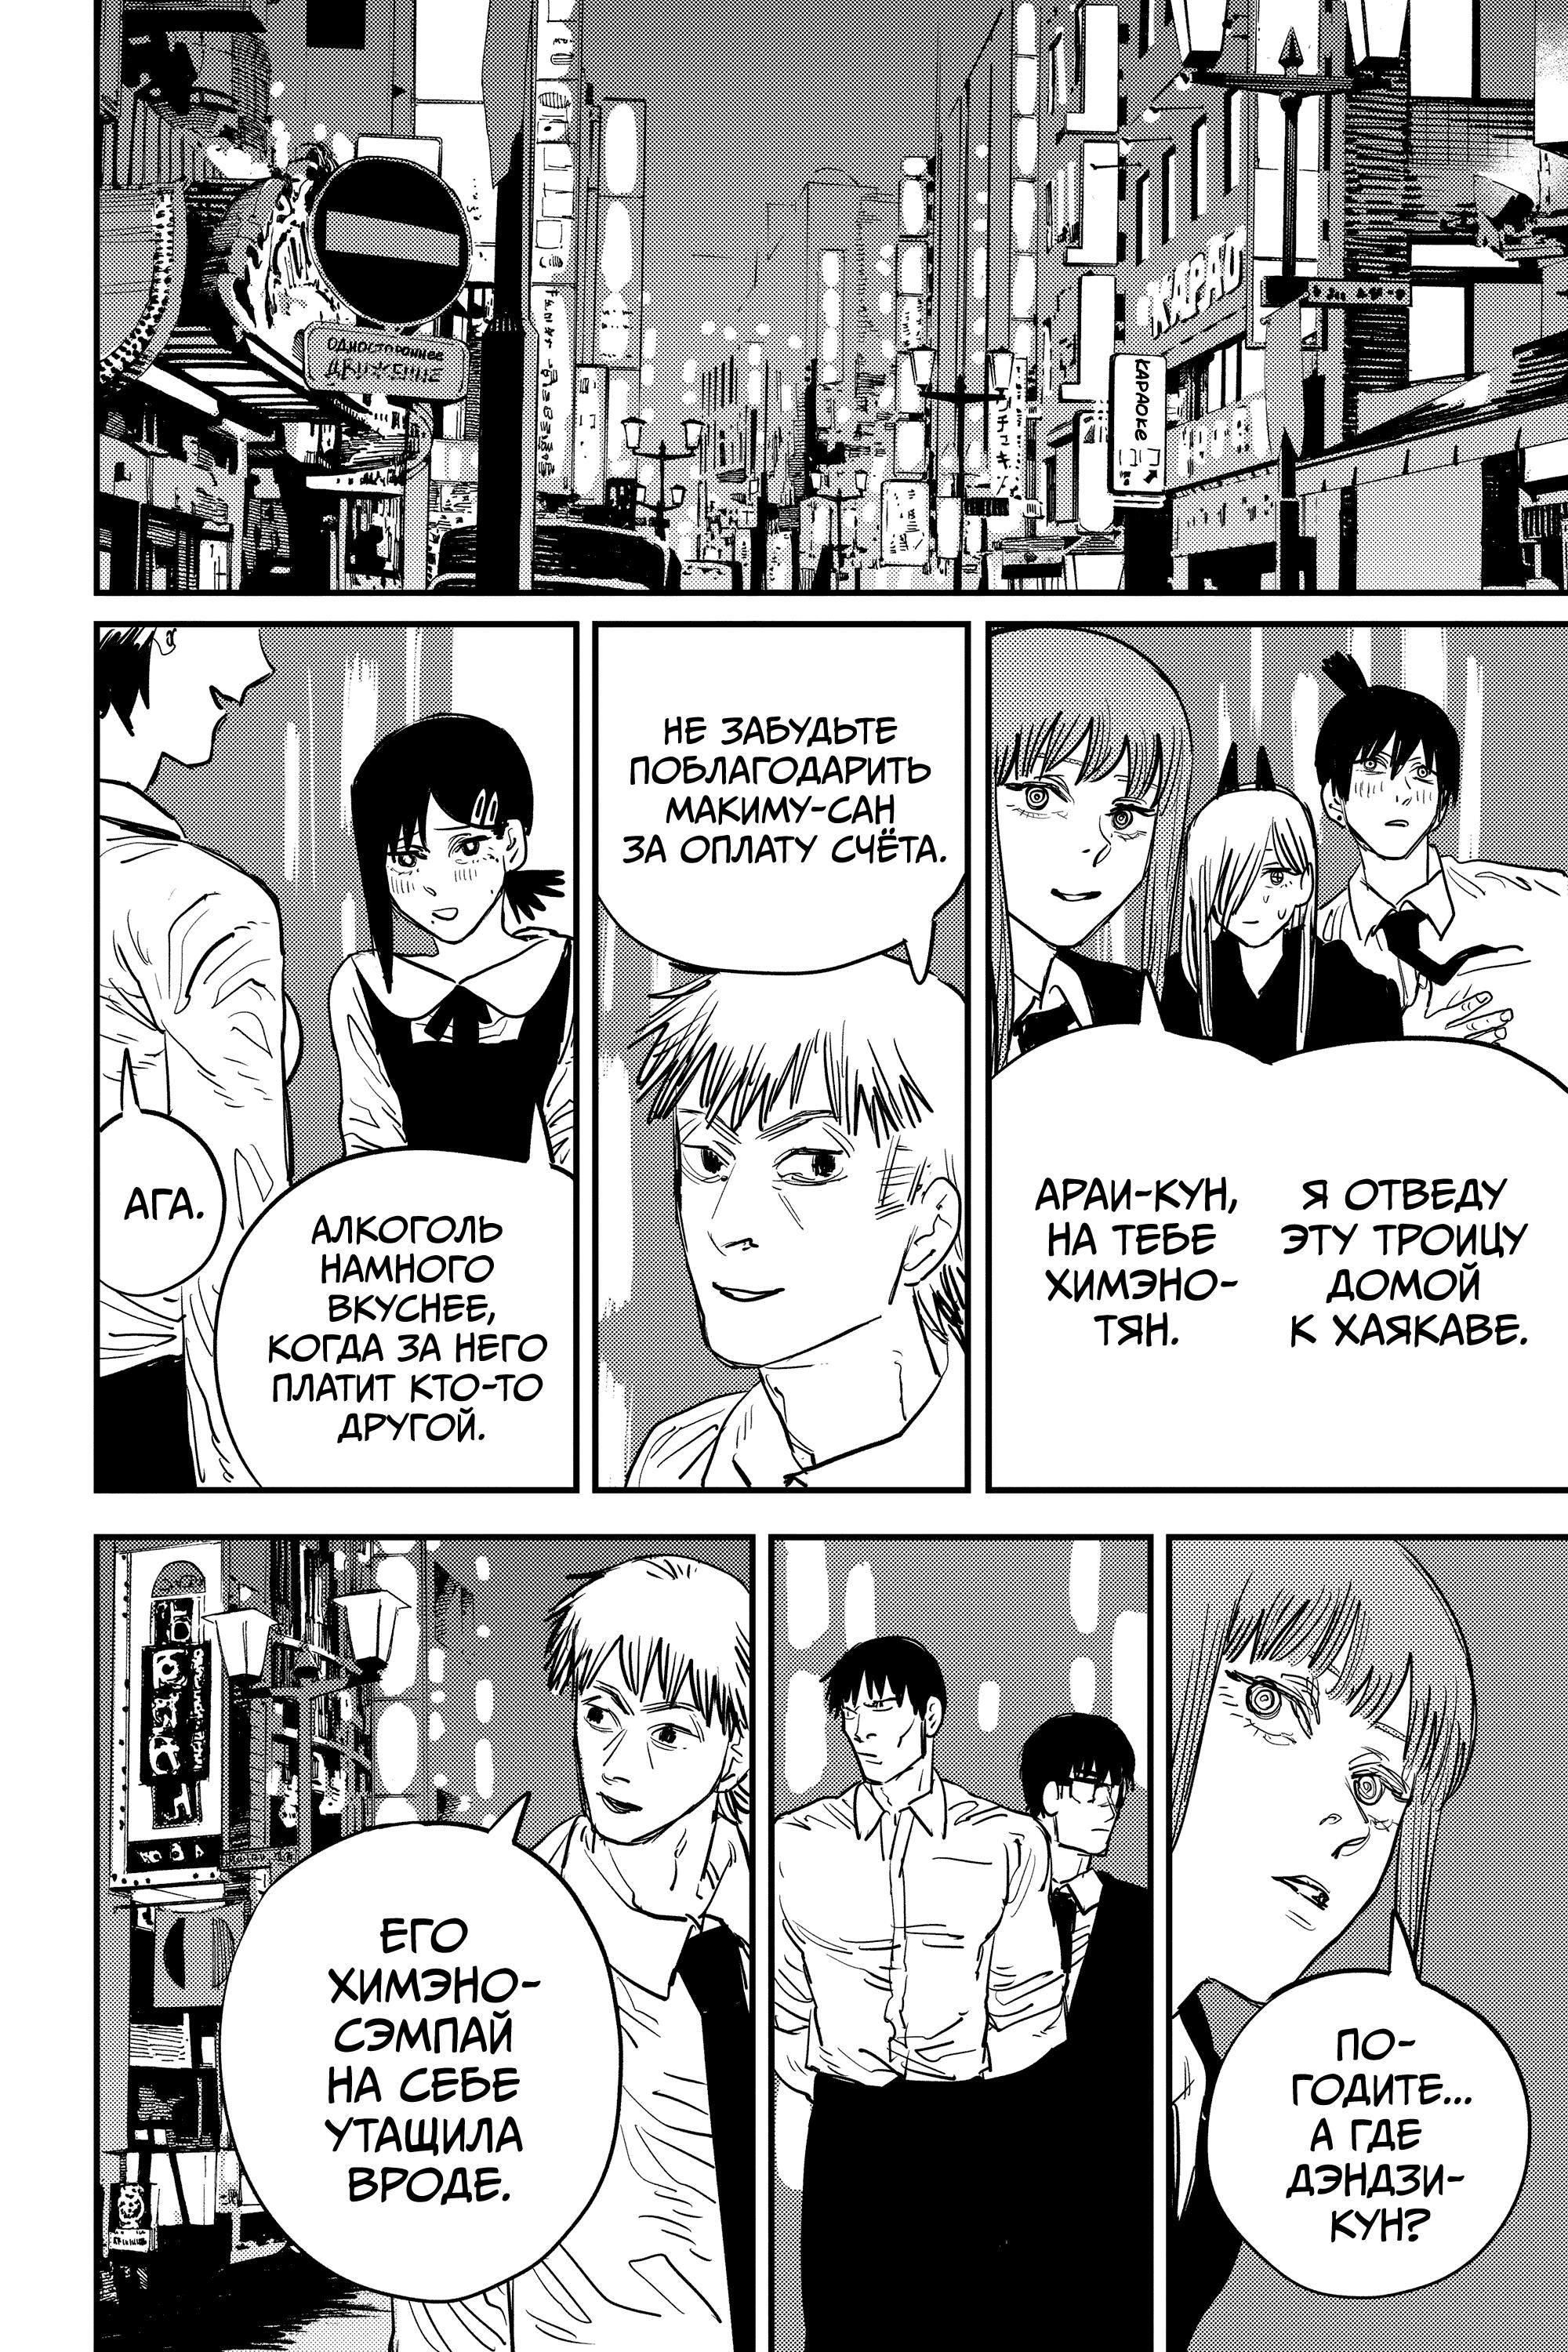 ОДНОСТОРОННЕЕ
ДВИЖЕНИЕ
КАРАО
КАРАОКЕ
Я ОТВЕДУ
ЭТУ ТРОИЦУ
ДОМОЙ
К ХАЯКАВЕ.
АРАИ-КУН,
НА ТЕБЕ
ХИМЭНО-
ТЯН.
НЕ ЗАБУДЬТЕ
ПОБЛАГОДАРИТЬ
МАКИМУ-САН
ЗА ОПЛАТУ СЧЁТА.
АЛКОГОЛЬ
НАМНОГО
ВКУСНЕЕ,
КОГДА ЗА НЕГО
ПЛАТИТ КТО-ТО
ДРУГОЙ.
АГА.
ПО-
ГОДИТЕ...
А ГДЕ
ДЭНДЗИ-
КУН?
ЕГО
ХИМЭНО-
СЭМПАЙ
НА СЕБЕ
УТАЩИЛА
ВРОДЕ.